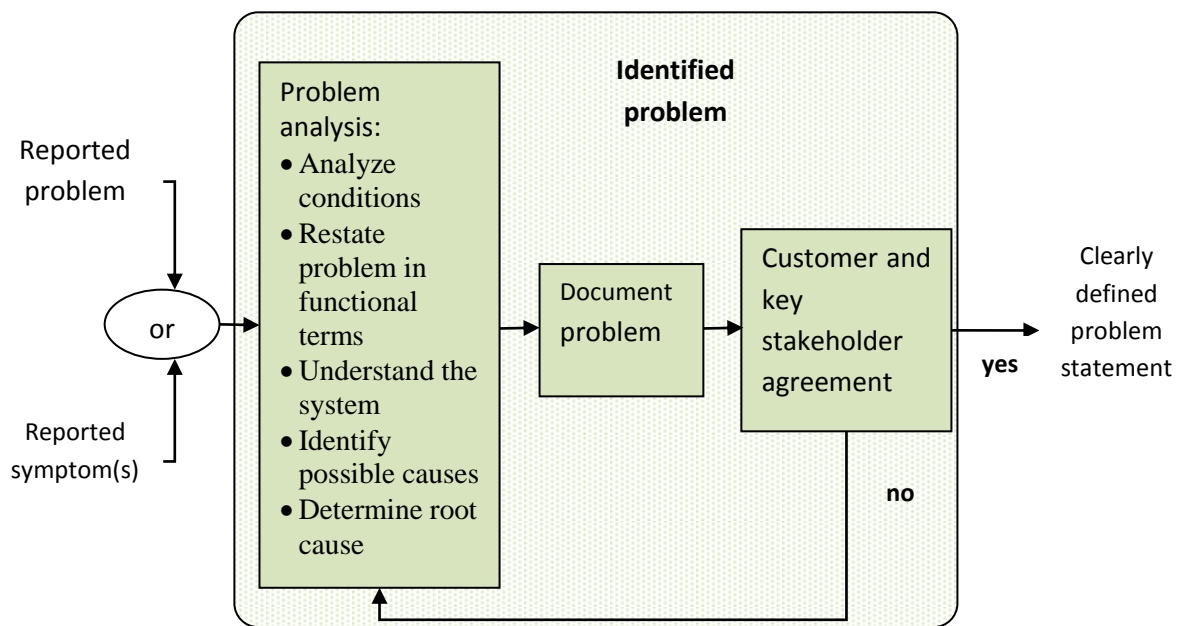 Identified
problem
Reported
problem
or
Reported
symptom(s)
Problem
analysis:
• Analyze
conditions
• Restate
problem in
functional
terms
• Understand the
system
• Identify
possible causes
• Determine root
cause
Document
problem
Customer and
key
stakeholder
agreement
yes
no
Clearly
defined
problem
statement